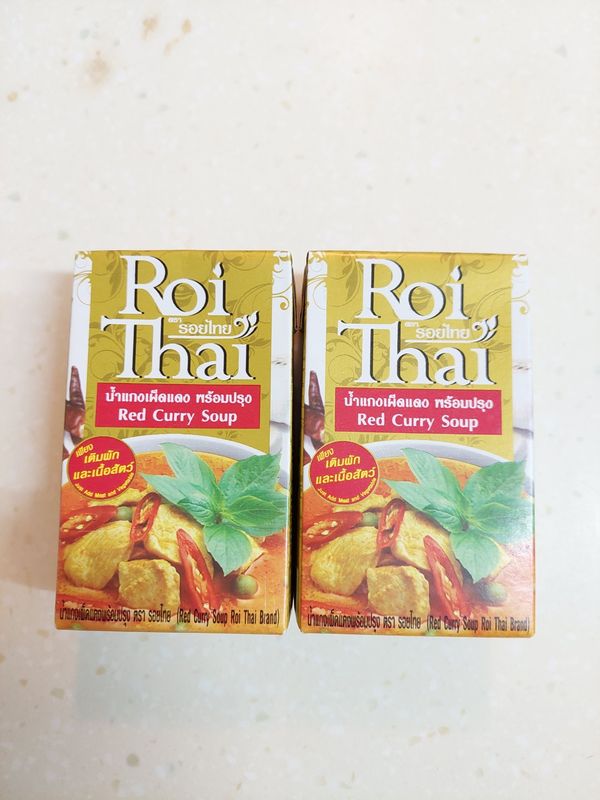 Roi
ตรา รอยไทย
Thai
น้ำแกงเผ็ดแดง พร้อมปรุง
Red Curry Soup
เพียง
เติมผัก
และเนื้อสัตว์
Just Add Meat and Vegetable
น้ำแกงเผ็ดแดงพร้อมปรุง ตรา รอยไทย (Red Curry Soup Roi Thai Brand)
Roi
ตรา รอยไทย
Thai
น้ำแกงเผ็ดแดง พร้อมปรุง
Red Curry Soup
เพียง
เติมผัก
และเนื้อสัตว์
Just Add Meat and Vegetable
น้ำแกงเผ็ดแดงพร้อมปรุง ตรา รอยไทย (Red Curry Soup Roi Thai Brand)